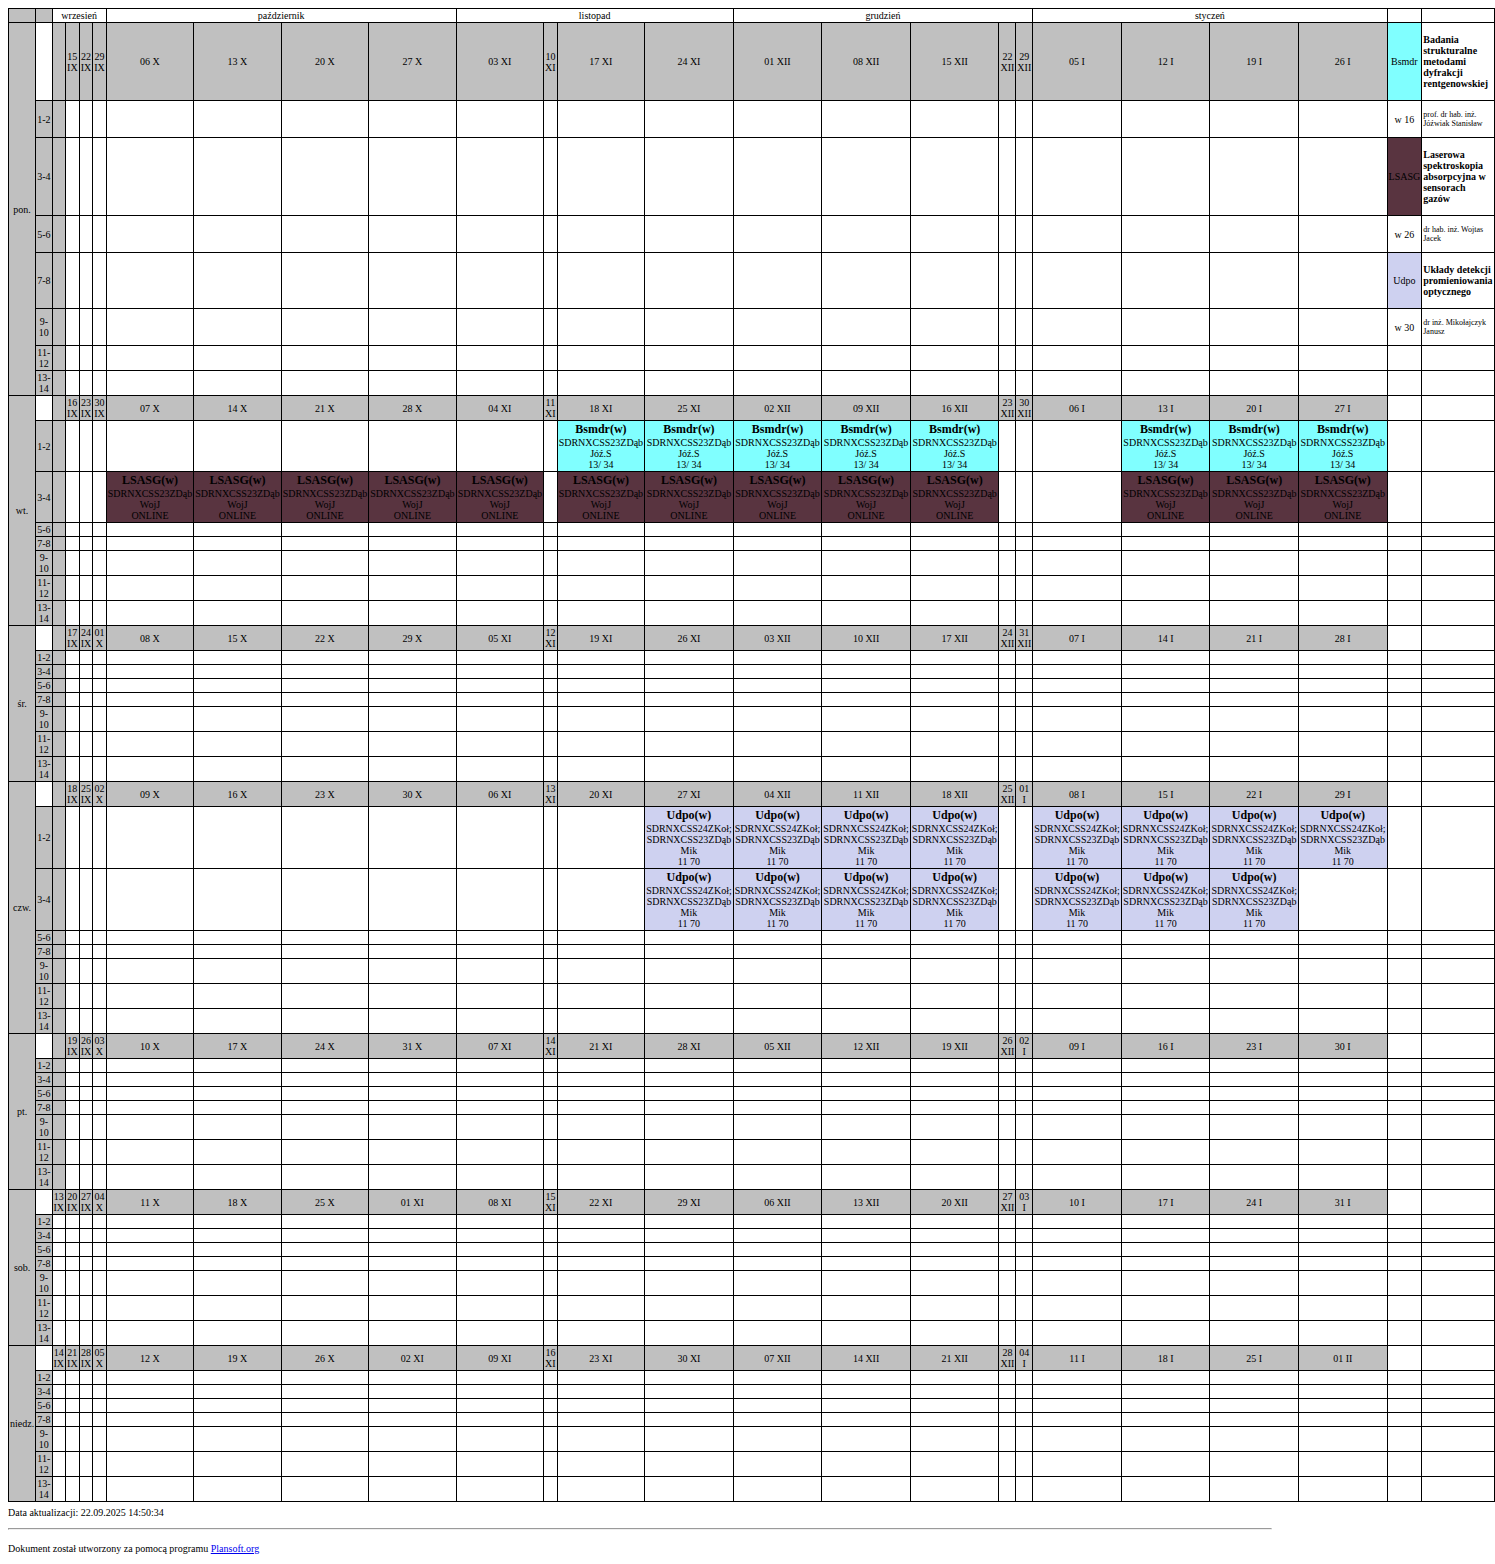 wrzesień październik listopad grudzień styczeń
pon. 15 IX 22 IX 29 IX 06 X 13 X 20 X 27 X 03 XI 10 XI 17 XI 24 XI 01 XII 08 XII 15 XII 22 XII 29 XII 05 I 12 I 19 I 26 I Bsmdr Badania strukturalne metodami dyfrakcji rentgenowskiej
1-2 w 16 prof. dr hab. inż. Jóźwiak Stanisław
3-4 LSASG Laserowa spektroskopia absorpcyjna w sensorach gazów
5-6 w 26 dr hab. inż. Wojtas Jacek
7-8 Udpo Układy detekcji promieniowania optycznego
9-10 w 30 dr inż. Mikołajczyk Janusz
11-12
13-14
wt. 16 IX 23 IX 30 IX 07 X 14 X 21 X 28 X 04 XI 11 XI 18 XI 25 XI 02 XII 09 XII 16 XII 23 XII 30 XII 06 I 13 I 20 I 27 I
1-2 Bsmdr(w) Bsmdr(w) Bsmdr(w) Bsmdr(w) Bsmdr(w) Bsmdr(w) Bsmdr(w) Bsmdr(w)
SDRNXCSS23ZDąb SDRNXCSS23ZDąb SDRNXCSS23ZDąb SDRNXCSS23ZDąb SDRNXCSS23ZDąb SDRNXCSS23ZDąb SDRNXCSS23ZDąb SDRNXCSS23ZDąb
Jóź.S Jóź.S Jóź.S Jóź.S Jóź.S Jóź.S Jóź.S Jóź.S
13/ 34 13/ 34 13/ 34 13/ 34 13/ 34 13/ 34 13/ 34 13/ 34
3-4 LSASG(w) LSASG(w) LSASG(w) LSASG(w) LSASG(w) LSASG(w) LSASG(w) LSASG(w) LSASG(w) LSASG(w) LSASG(w) LSASG(w) LSASG(w)
SDRNXCSS23ZDąb SDRNXCSS23ZDąb SDRNXCSS23ZDąb SDRNXCSS23ZDąb SDRNXCSS23ZDąb SDRNXCSS23ZDąb SDRNXCSS23ZDąb SDRNXCSS23ZDąb SDRNXCSS23ZDąb SDRNXCSS23ZDąb SDRNXCSS23ZDąb SDRNXCSS23ZDąb SDRNXCSS23ZDąb
WojJ WojJ WojJ WojJ WojJ WojJ WojJ WojJ WojJ WojJ WojJ WojJ WojJ
ONLINE ONLINE ONLINE ONLINE ONLINE ONLINE ONLINE ONLINE ONLINE ONLINE ONLINE ONLINE ONLINE
5-6
7-8
9-10
11-12
13-14
śr. 17 IX 24 IX 01 X 08 X 15 X 22 X 29 X 05 XI 12 XI 19 XI 26 XI 03 XII 10 XII 17 XII 24 XII 31 XII 07 I 14 I 21 I 28 I
1-2
3-4
5-6
7-8
9-10
11-12
13-14
czw. 18 IX 25 IX 02 X 09 X 16 X 23 X 30 X 06 XI 13 XI 20 XI 27 XI 04 XII 11 XII 18 XII 25 XII 01 I 08 I 15 I 22 I 29 I
1-2 Udpo(w) Udpo(w) Udpo(w) Udpo(w) Udpo(w) Udpo(w) Udpo(w) Udpo(w)
SDRNXCSS24ZKoł; SDRNXCSS24ZKoł; SDRNXCSS24ZKoł; SDRNXCSS24ZKoł; SDRNXCSS24ZKoł; SDRNXCSS24ZKoł; SDRNXCSS24ZKoł; SDRNXCSS24ZKoł;
SDRNXCSS23ZDąb SDRNXCSS23ZDąb SDRNXCSS23ZDąb SDRNXCSS23ZDąb SDRNXCSS23ZDąb SDRNXCSS23ZDąb SDRNXCSS23ZDąb SDRNXCSS23ZDąb
Mik Mik Mik Mik Mik Mik Mik Mik
11 70 11 70 11 70 11 70 11 70 11 70 11 70 11 70
3-4 Udpo(w) Udpo(w) Udpo(w) Udpo(w) Udpo(w) Udpo(w) Udpo(w)
SDRNXCSS24ZKoł; SDRNXCSS24ZKoł; SDRNXCSS24ZKoł; SDRNXCSS24ZKoł; SDRNXCSS24ZKoł; SDRNXCSS24ZKoł; SDRNXCSS24ZKoł;
SDRNXCSS23ZDąb SDRNXCSS23ZDąb SDRNXCSS23ZDąb SDRNXCSS23ZDąb SDRNXCSS23ZDąb SDRNXCSS23ZDąb SDRNXCSS23ZDąb
Mik Mik Mik Mik Mik Mik Mik
11 70 11 70 11 70 11 70 11 70 11 70 11 70
5-6
7-8
9-10
11-12
13-14
pt. 19 IX 26 IX 03 X 10 X 17 X 24 X 31 X 07 XI 14 XI 21 XI 28 XI 05 XII 12 XII 19 XII 26 XII 02 I 09 I 16 I 23 I 30 I
1-2
3-4
5-6
7-8
9-10
11-12
13-14
sob. 13 IX 20 IX 27 IX 04 X 11 X 18 X 25 X 01 XI 08 XI 15 XI 22 XI 29 XI 06 XII 13 XII 20 XII 27 XII 03 I 10 I 17 I 24 I 31 I
1-2
3-4
5-6
7-8
9-10
11-12
13-14
niedz. 14 IX 21 IX 28 IX 05 X 12 X 19 X 26 X 02 XI 09 XI 16 XI 23 XI 30 XI 07 XII 14 XII 21 XII 28 XII 04 I 11 I 18 I 25 I 01 II
1-2
3-4
5-6
7-8
9-10
11-12
13-14
Data aktualizacji: 22.09.2025 14:50:34
Dokument został utworzony za pomocą programu Plansoft.org